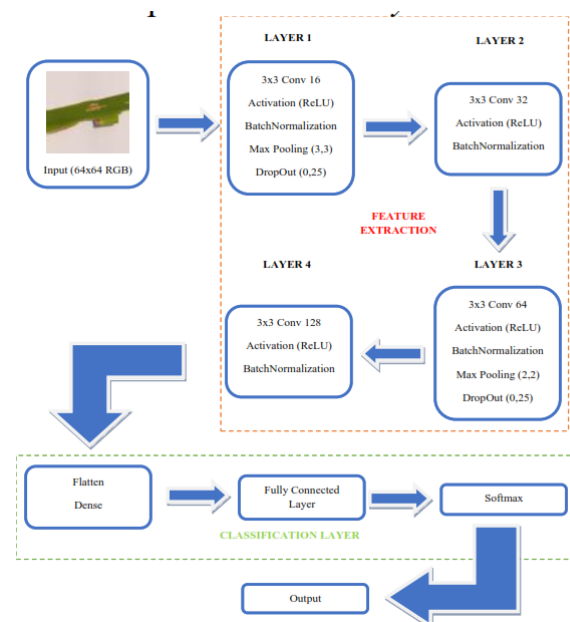 Input (64x64 RGB)
LAYER 1
3x3 Conv 16
Activation (ReLU)
BatchNormalization
Max Pooling (3,3)
DropOut (0,25)
LAYER 2
3x3 Conv 32
Activation (ReLU)
BatchNormalization
FEATURE
EXTRACTION
LAYER 3
3x3 Conv 64
Activation (ReLU)
BatchNormalization
Max Pooling (2,2)
DropOut (0,25)
LAYER 4
3x3 Conv 128
Activation (ReLU)
BatchNormalization
Flatten
Dense
Fully Connected
Layer
Softmax
CLASSIFICATION LAYER
Output